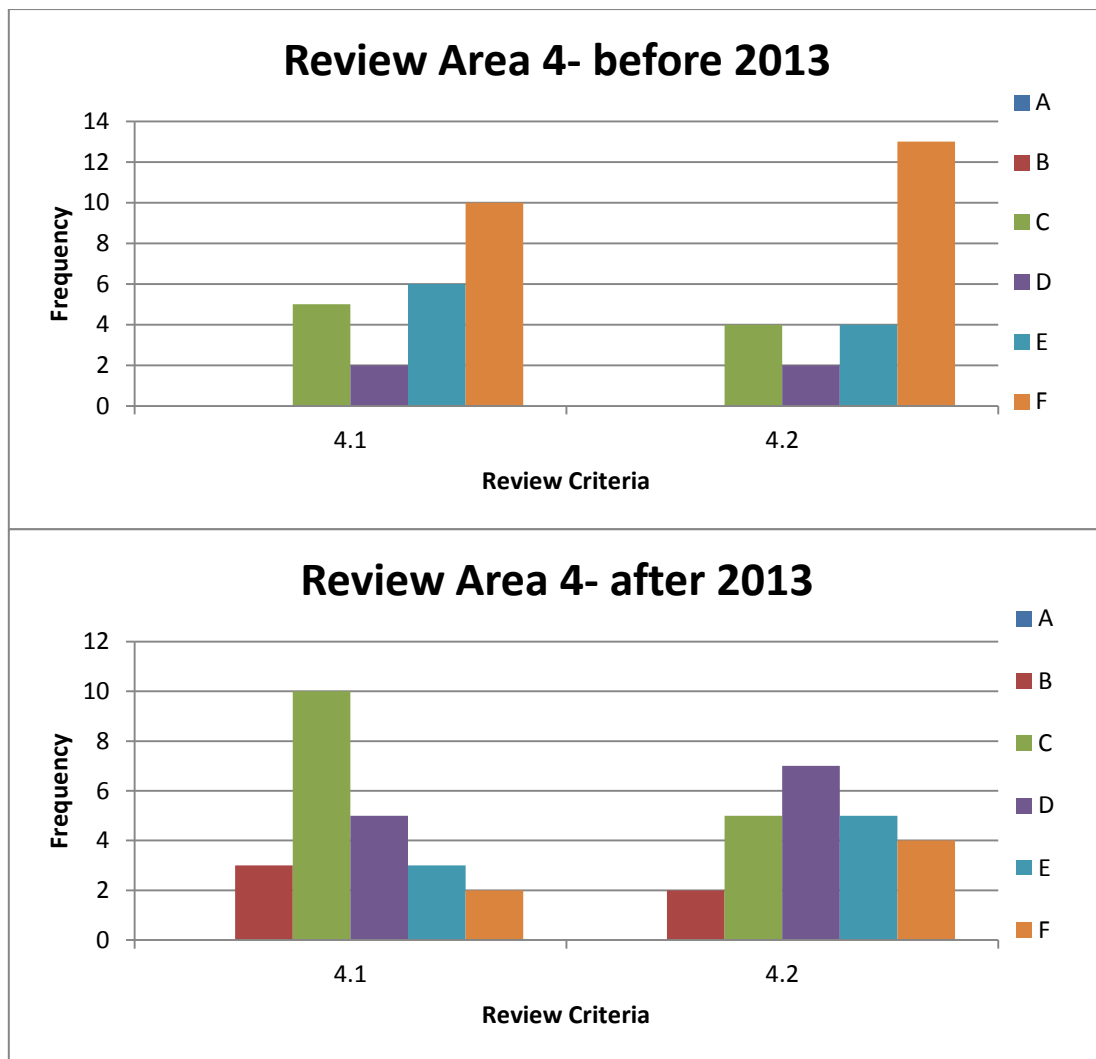 Review Area 4- before 2013
A
B
C
D
E
F
14
12
10
8
6
4
2
0
Frequency
4.1
4.2
Review Criteria
Review Area 4- after 2013
A
B
C
D
E
F
12
10
8
6
4
2
0
Frequency
4.1
4.2
Review Criteria